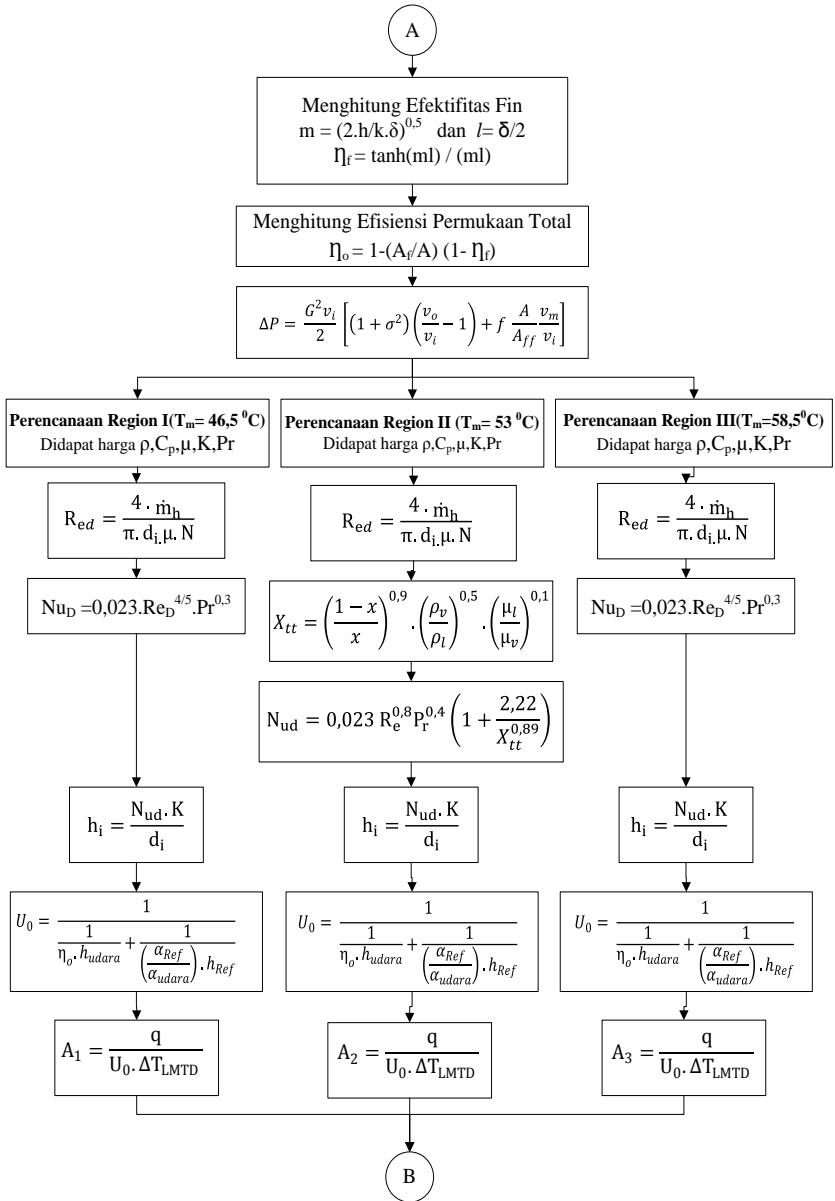 A
Menghitung Efektifitas Fin
m = (2.h/k.δ)^0,5 dan l= δ/2
Ƞ_f = tanh(ml) / (ml)
Menghitung Efisiensi Permukaan Total
Ƞ_o = 1-(A_f/A) (1- Ƞ_f)
ΔP = G²v_i/2 [(1 + σ²)(v_o/v_i − 1) + f A/A_ff v_m/v_i]
Perencanaan Region I(T_m= 46,5 ⁰C)
Didapat harga ρ,C_p,μ,K,Pr
Perencanaan Region II (T_m= 53 ⁰C)
Didapat harga ρ,C_p,μ,K,Pr
Perencanaan Region III(T_m=58,5⁰C)
Didapat harga ρ,C_p,μ,K,Pr
R_ed = 4 · ṁ_h / π. d_i. μ. N
R_ed = 4 · ṁ_h / π. d_i. μ. N
R_ed = 4 · ṁ_h / π. d_i. μ. N
Nu_D =0,023.Re_D^4/5.Pr^0,3
X_tt = ((1 − x)/x)^0,9 . (ρ_v/ρ_l)^0,5 . (μ_l/μ_v)^0,1
Nu_D =0,023.Re_D^4/5.Pr^0,3
N_ud = 0,023 R_e^0,8 P_r^0,4 (1 + 2,22/X_tt^0,89)
h_i = N_ud. K / d_i
h_i = N_ud. K / d_i
h_i = N_ud. K / d_i
U_0 = 1 / (1/(η_o. h_udara) + 1/((α_Ref/α_udara). h_Ref))
U_0 = 1 / (1/(η_o. h_udara) + 1/((α_Ref/α_udara). h_Ref))
U_0 = 1 / (1/(η_o. h_udara) + 1/((α_Ref/α_udara). h_Ref))
A_1 = q / U_0. ΔT_LMTD
A_2 = q / U_0. ΔT_LMTD
A_3 = q / U_0. ΔT_LMTD
B